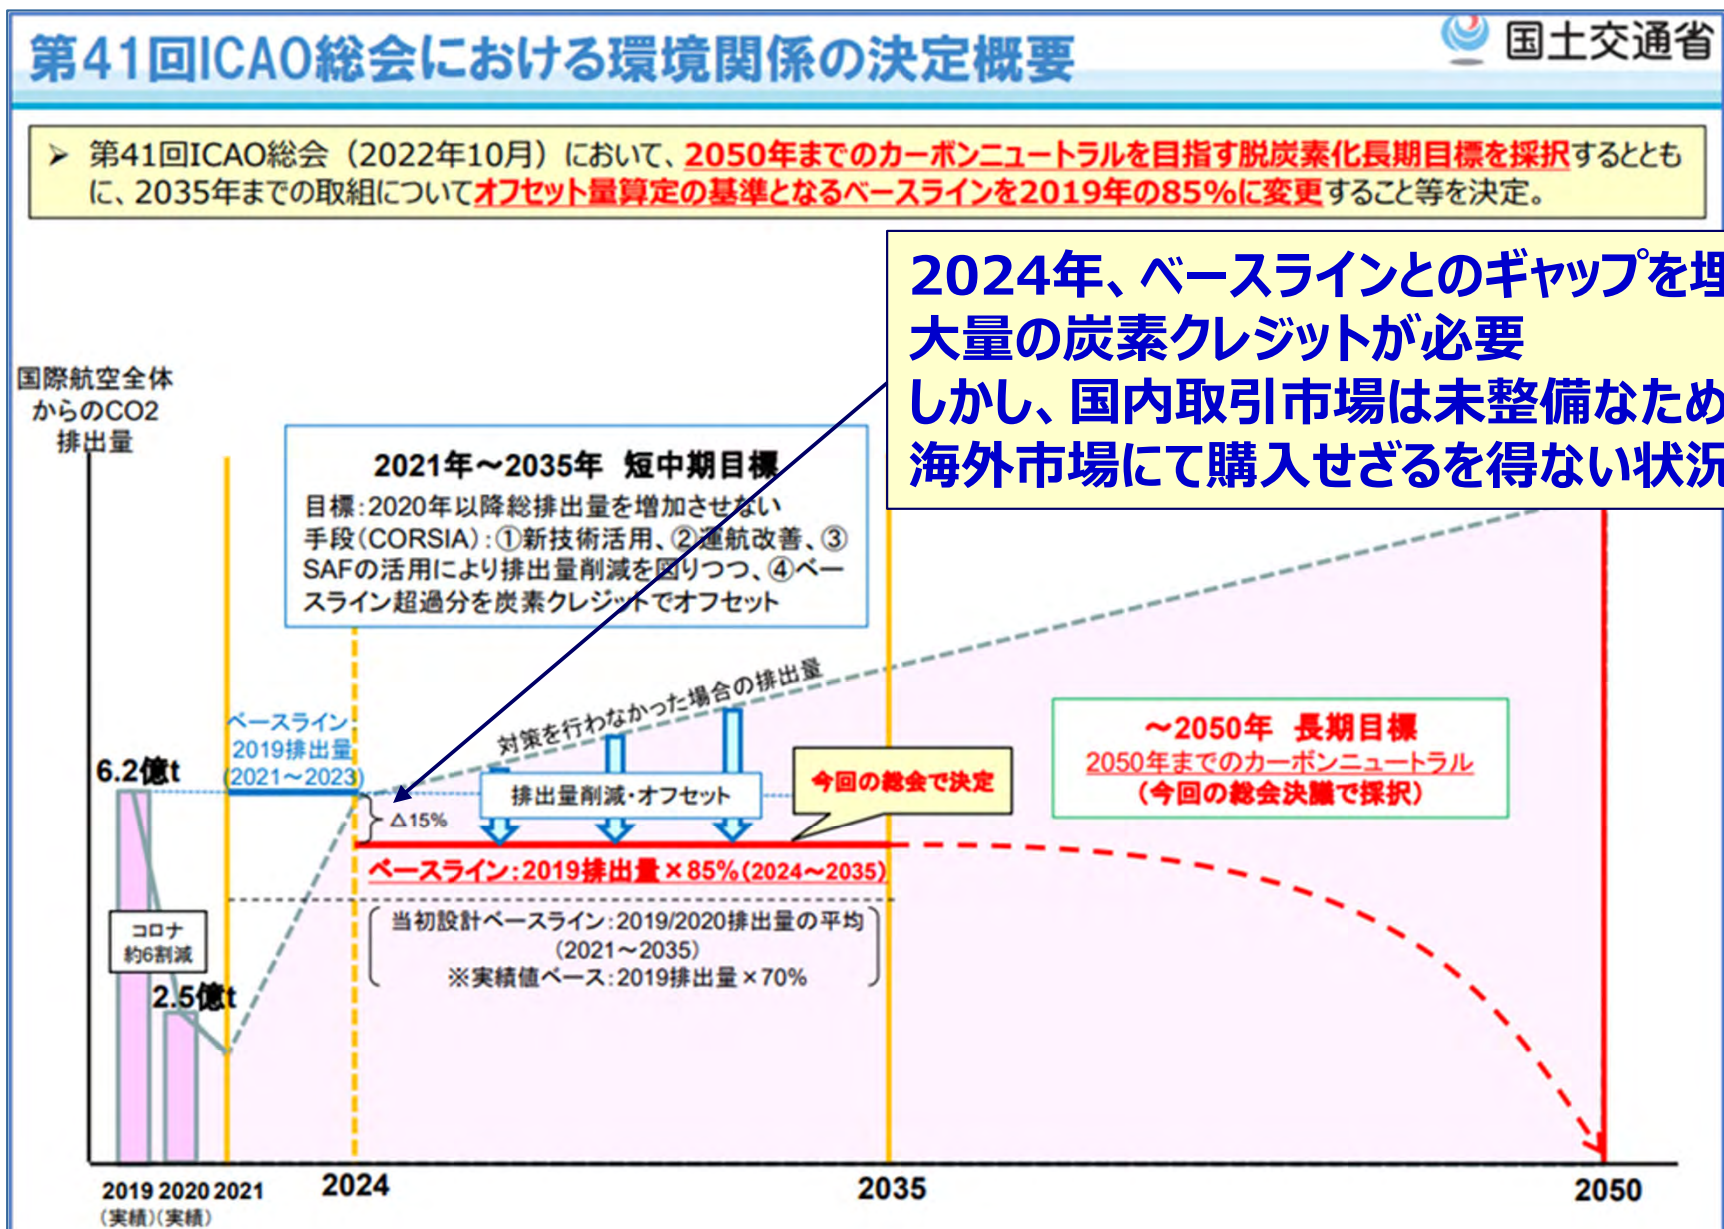 第41回ICAO総会における環境関係の決定概要
国土交通省
➢ 第41回ICAO総会（2022年10月）において、2050年までのカーボンニュートラルを目指す脱炭素化長期目標を採択するととも
に、2035年までの取組についてオフセット量算定の基準となるベースラインを2019年の85%に変更すること等を決定。
2024年、ベースラインとのギャップを埋
大量の炭素クレジットが必要
しかし、国内取引市場は未整備なため
海外市場にて購入せざるを得ない状況
国際航空全体
からのCO2
排出量
2021年～2035年 短中期目標
目標：2020年以降総排出量を増加させない
手段(CORSIA)：①新技術活用、②運航改善、③
SAFの活用により排出量削減を図りつつ、④ベー
スライン超過分を炭素クレジットでオフセット
対策を行わなかった場合の排出量
ベースライン
2019排出量
(2021～2023)
6.2億t
排出量削減・オフセット
今回の総会で決定
～2050年 長期目標
2050年までのカーボンニュートラル
(今回の総会決議で採択)
△15%
ベースライン：2019排出量×85%(2024～2035)
コロナ
約6割減
当初設計ベースライン：2019/2020排出量の平均
(2021～2035)
※実績値ベース：2019排出量×70%
2.5億t
2019 2020 2021 2024 2035 2050
(実績)(実績)